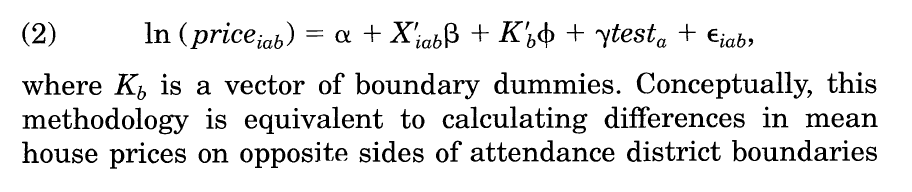 (2) ln (price_iab) = α + X′_iabβ + K′_bϕ + γtest_a + ϵ_iab,
where K_b is a vector of boundary dummies. Conceptually, this
methodology is equivalent to calculating differences in mean
house prices on opposite sides of attendance district boundaries